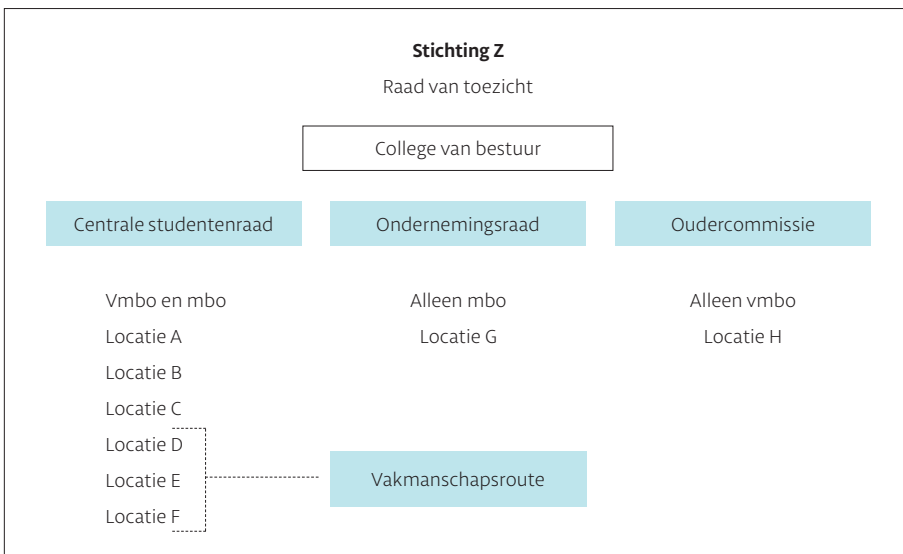 Stichting Z
Raad van toezicht
College van bestuur
Centrale studentenraad
Ondernemingsraad
Oudercommissie
Vmbo en mbo
Locatie A
Locatie B
Locatie C
Locatie D
Locatie E
Locatie F
Alleen mbo
Locatie G
Alleen vmbo
Locatie H
Vakmanschapsroute